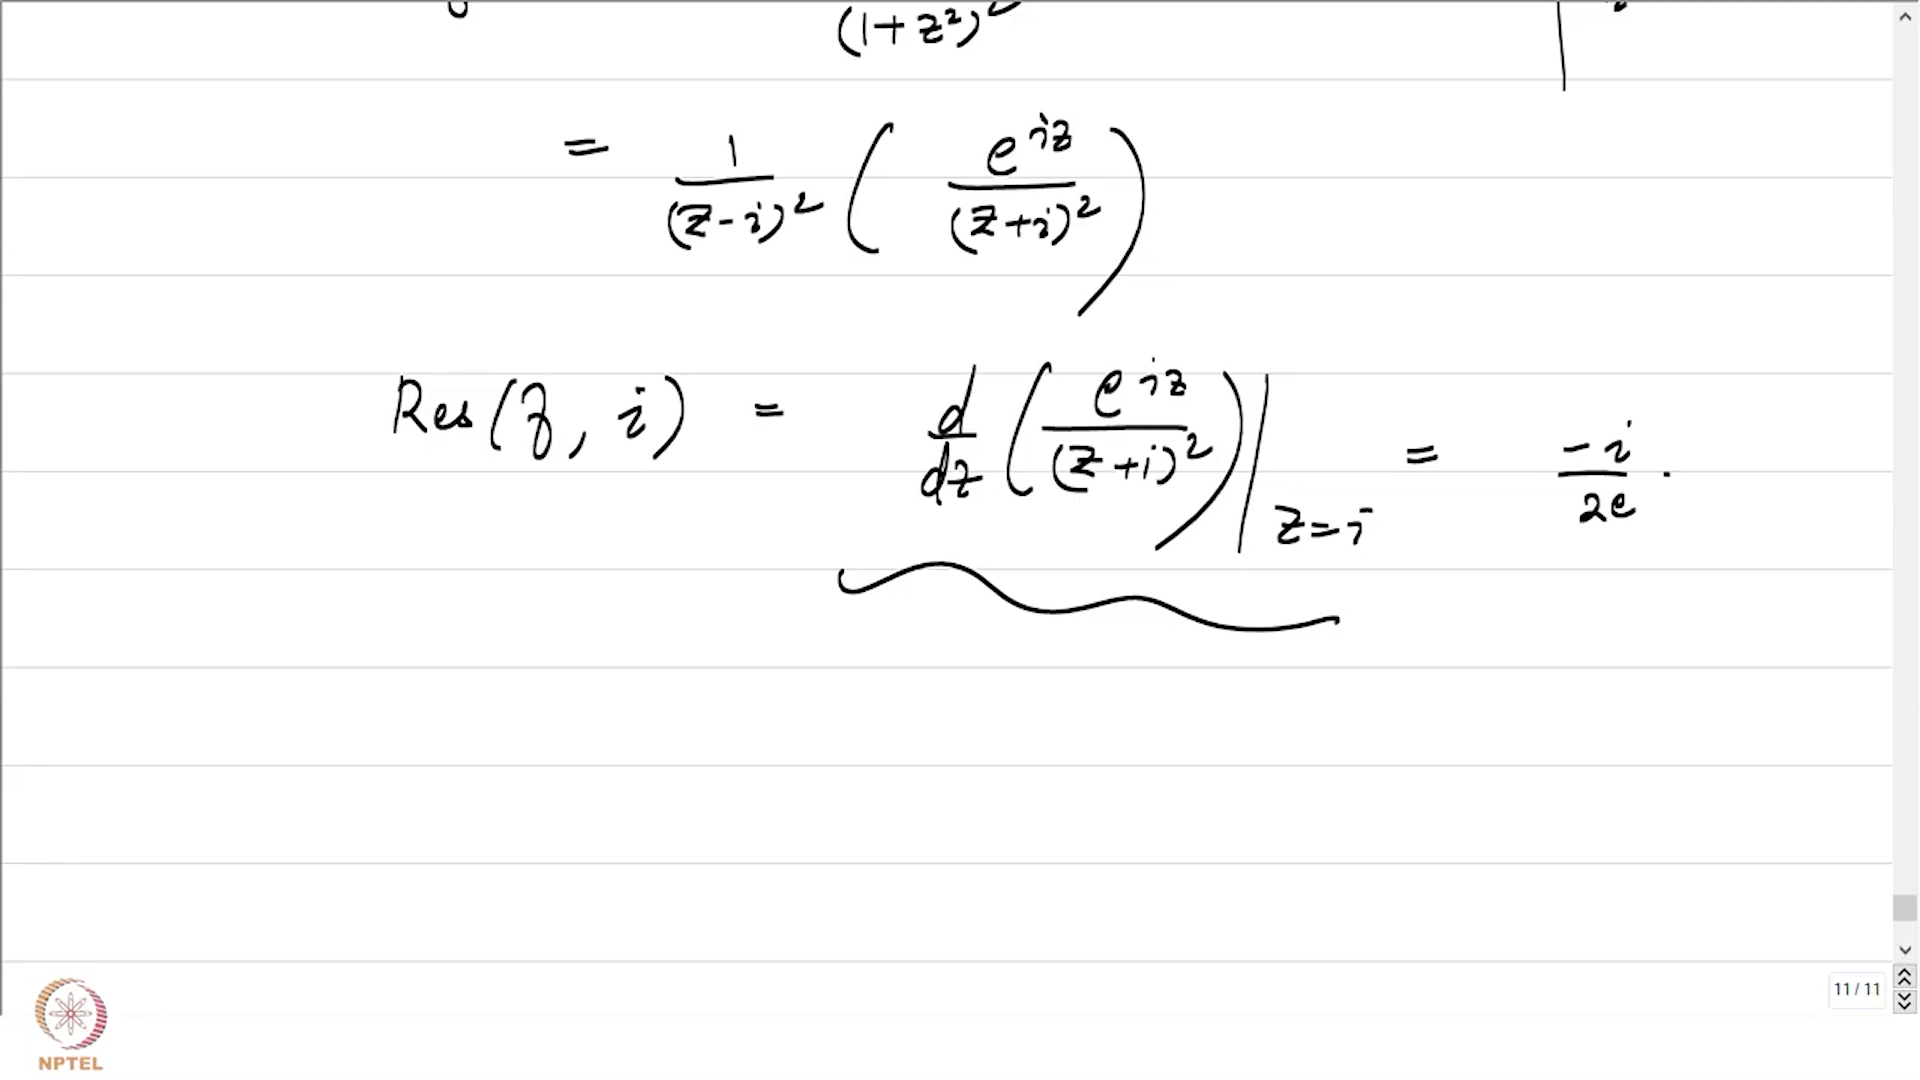 (1+z²)²
= 1/(z-i)² ( e^{iz}/(z+i)² )
Res(f, i) = d/dz ( e^{iz}/(z+i)² ) |_{z=i} = -i/2e .
11 / 11
NPTEL